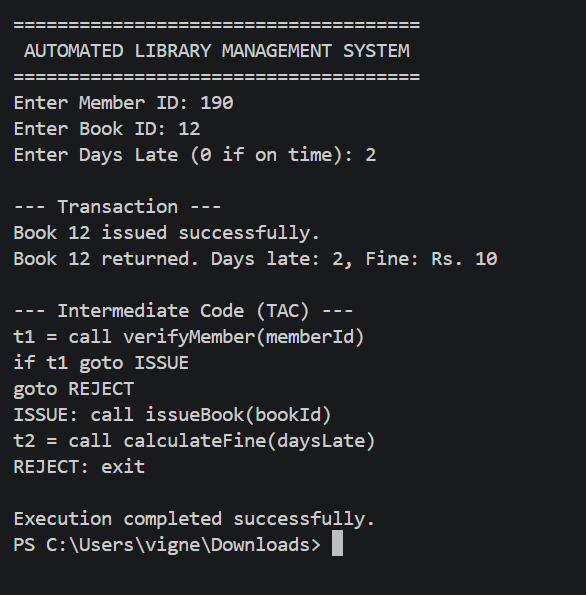 =====================================
AUTOMATED LIBRARY MANAGEMENT SYSTEM
=====================================
Enter Member ID: 190
Enter Book ID: 12
Enter Days Late (0 if on time): 2
--- Transaction ---
Book 12 issued successfully.
Book 12 returned. Days late: 2, Fine: Rs. 10
--- Intermediate Code (TAC) ---
t1 = call verifyMember(memberId)
if t1 goto ISSUE
goto REJECT
ISSUE: call issueBook(bookId)
t2 = call calculateFine(daysLate)
REJECT: exit
Execution completed successfully.
PS C:\Users\vigne\Downloads>